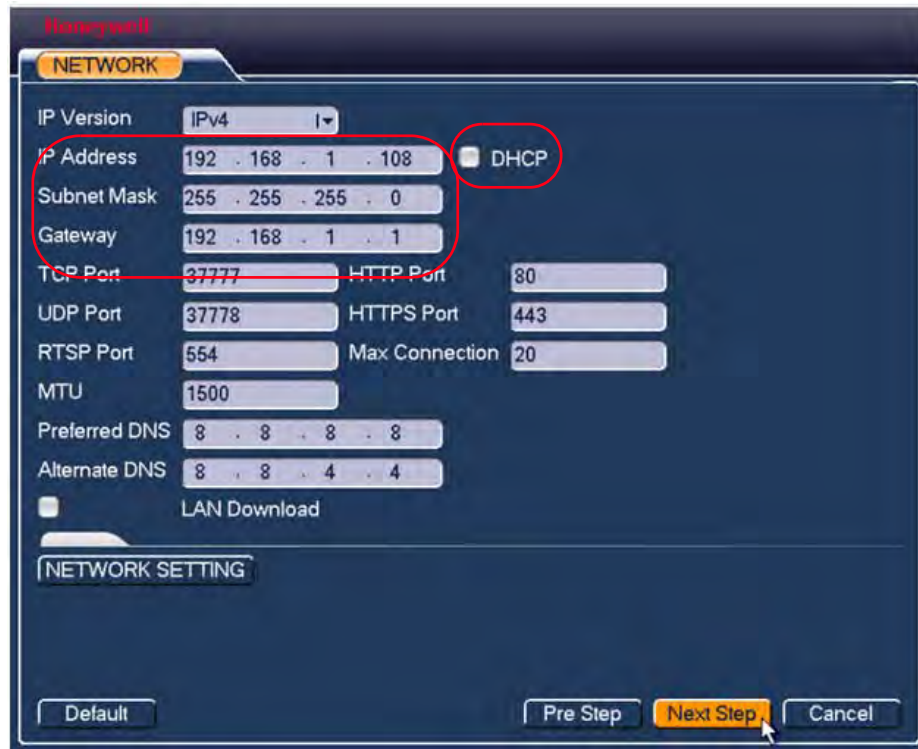 Honeywell
NETWORK
IP Version IPv4
IP Address 192 . 168 . 1 . 108 DHCP
Subnet Mask 255 . 255 . 255 . 0
Gateway 192 . 168 . 1 . 1
TCP Port 37777 HTTP Port 80
UDP Port 37778 HTTPS Port 443
RTSP Port 554 Max Connection 20
MTU 1500
Preferred DNS 8 . 8 . 8 . 8
Alternate DNS 8 . 8 . 4 . 4
LAN Download
NETWORK SETTING
Default Pre Step Next Step Cancel